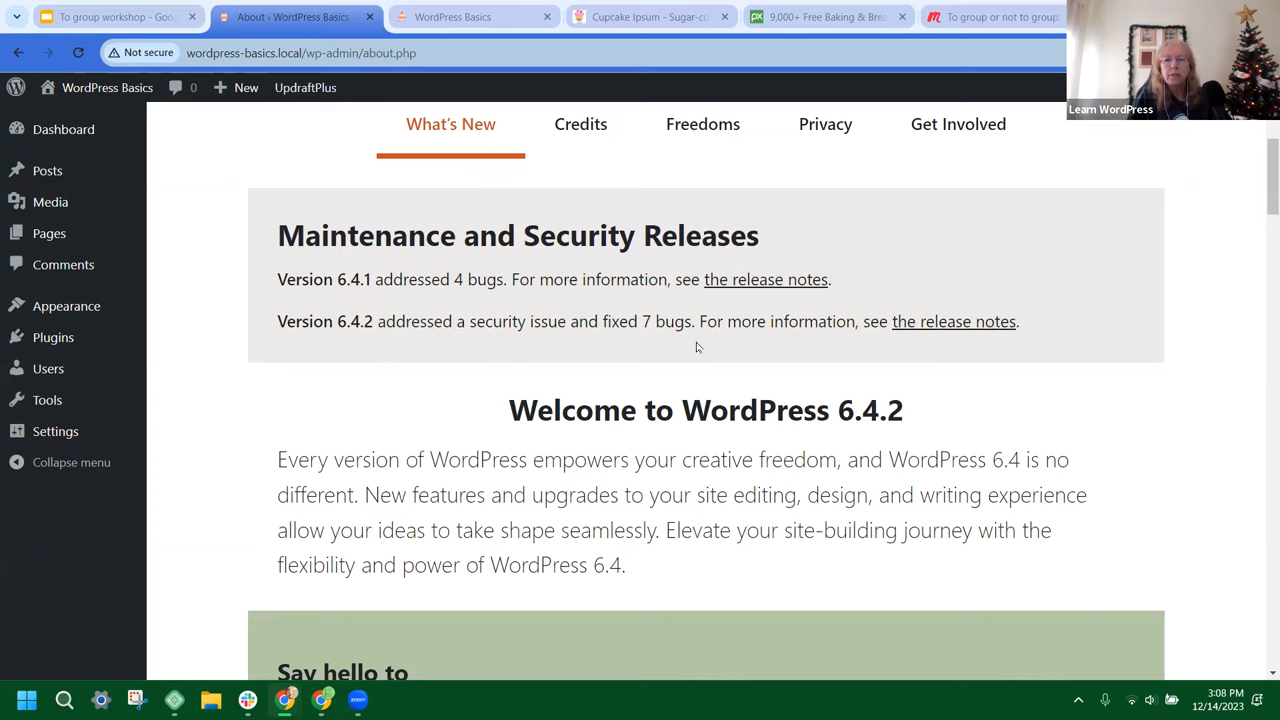 To group workshop - Goo
About ‹ WordPress Basics
WordPress Basics
Cupcake Ipsum - Sugar-co
9,000+ Free Baking & Brea
To group or not to group
Not secure
wordpress-basics.local/wp-admin/about.php
WordPress Basics
0
New
UpdraftPlus
Learn WordPress
Dashboard
Posts
Media
Pages
Comments
Appearance
Plugins
Users
Tools
Settings
Collapse menu
What's New
Credits
Freedoms
Privacy
Get Involved
Maintenance and Security Releases
Version 6.4.1 addressed 4 bugs. For more information, see the release notes.
Version 6.4.2 addressed a security issue and fixed 7 bugs. For more information, see the release notes.
Welcome to WordPress 6.4.2
Every version of WordPress empowers your creative freedom, and WordPress 6.4 is no
different. New features and upgrades to your site editing, design, and writing experience
allow your ideas to take shape seamlessly. Elevate your site-building journey with the
flexibility and power of WordPress 6.4.
Say hello to
zoom
3:08 PM
12/14/2023